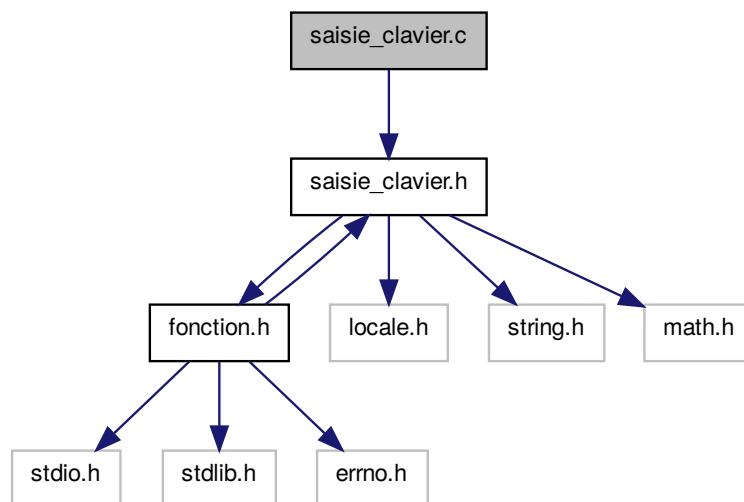 saisie_clavier.c
saisie_clavier.h
fonction.h
locale.h
string.h
math.h
stdio.h
stdlib.h
errno.h